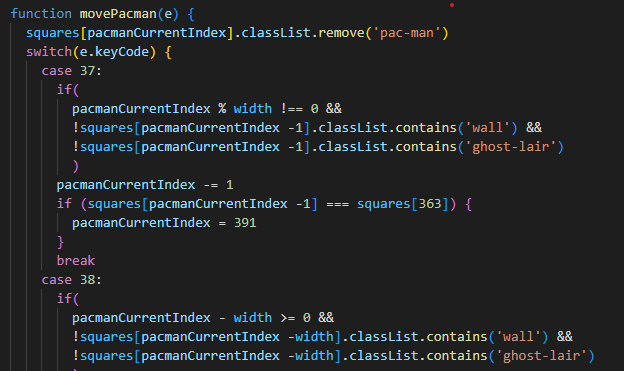 function movePacman(e) {
squares[pacmanCurrentIndex].classList.remove('pac-man')
switch(e.keyCode) {
case 37:
if(
pacmanCurrentIndex % width !== 0 &&
!squares[pacmanCurrentIndex -1].classList.contains('wall') &&
!squares[pacmanCurrentIndex -1].classList.contains('ghost-lair')
)
pacmanCurrentIndex -= 1
if (squares[pacmanCurrentIndex -1] === squares[363]) {
pacmanCurrentIndex = 391
}
break
case 38:
if(
pacmanCurrentIndex - width >= 0 &&
!squares[pacmanCurrentIndex -width].classList.contains('wall') &&
!squares[pacmanCurrentIndex -width].classList.contains('ghost-lair')
)